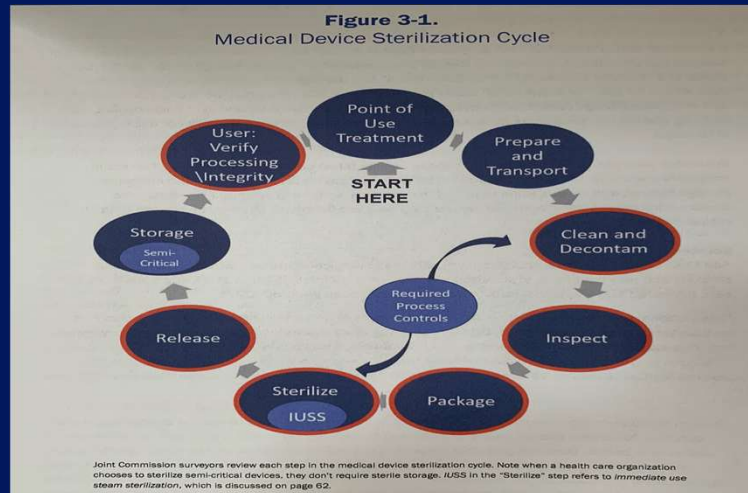 Figure 3-1.
Medical Device Sterilization Cycle
Point of
Use
Treatment
START
HERE
Prepare
and
Transport
Clean and
Decontam
Inspect
Package
Sterilize
IUSS
Release
Storage
Semi-
Critical
User:
Verify
Processing
\Integrity
Required
Process
Controls
Joint Commission surveyors review each step in the medical device sterilization cycle. Note when a health care organization
chooses to sterilize semi-critical devices, they don't require sterile storage. IUSS in the "Sterilize" step refers to immediate use
steam sterilization, which is discussed on page 62.